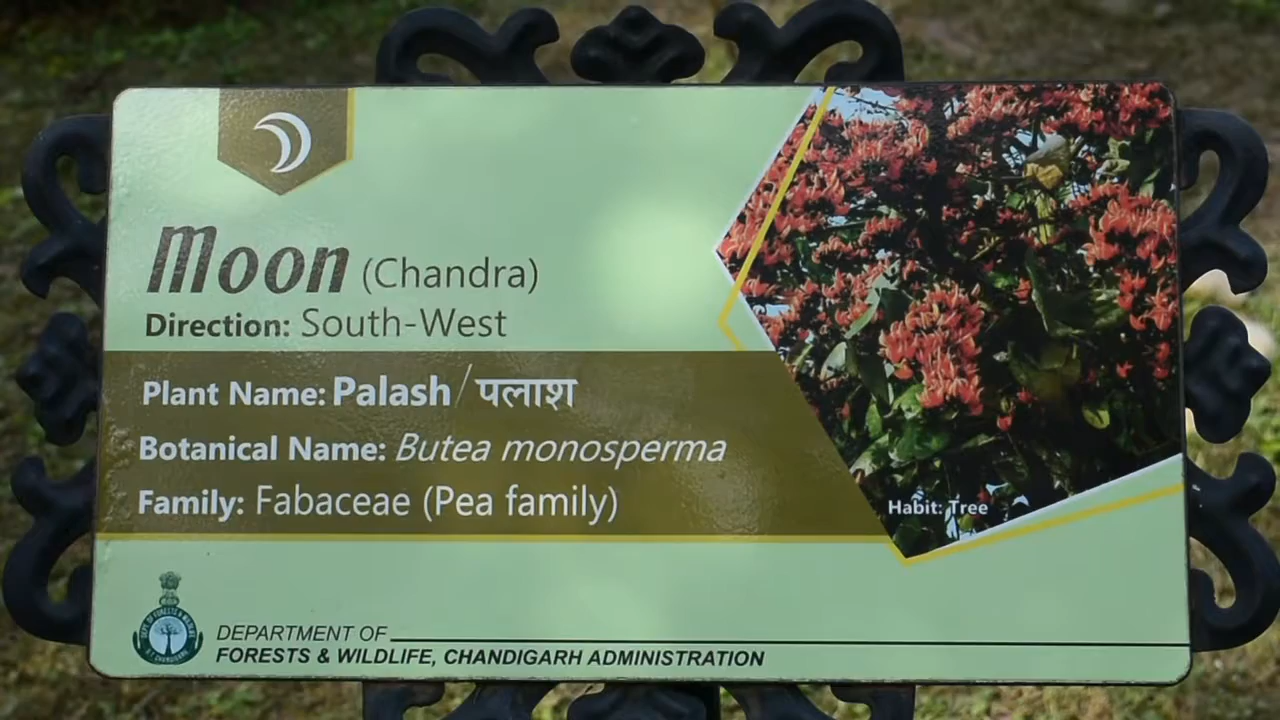 Moon (Chandra)
Direction: South-West
Plant Name: Palash / पलाश
Botanical Name: Butea monosperma
Family: Fabaceae (Pea family)
Habit: Tree
DEPARTMENT OF
FORESTS & WILDLIFE, CHANDIGARH ADMINISTRATION